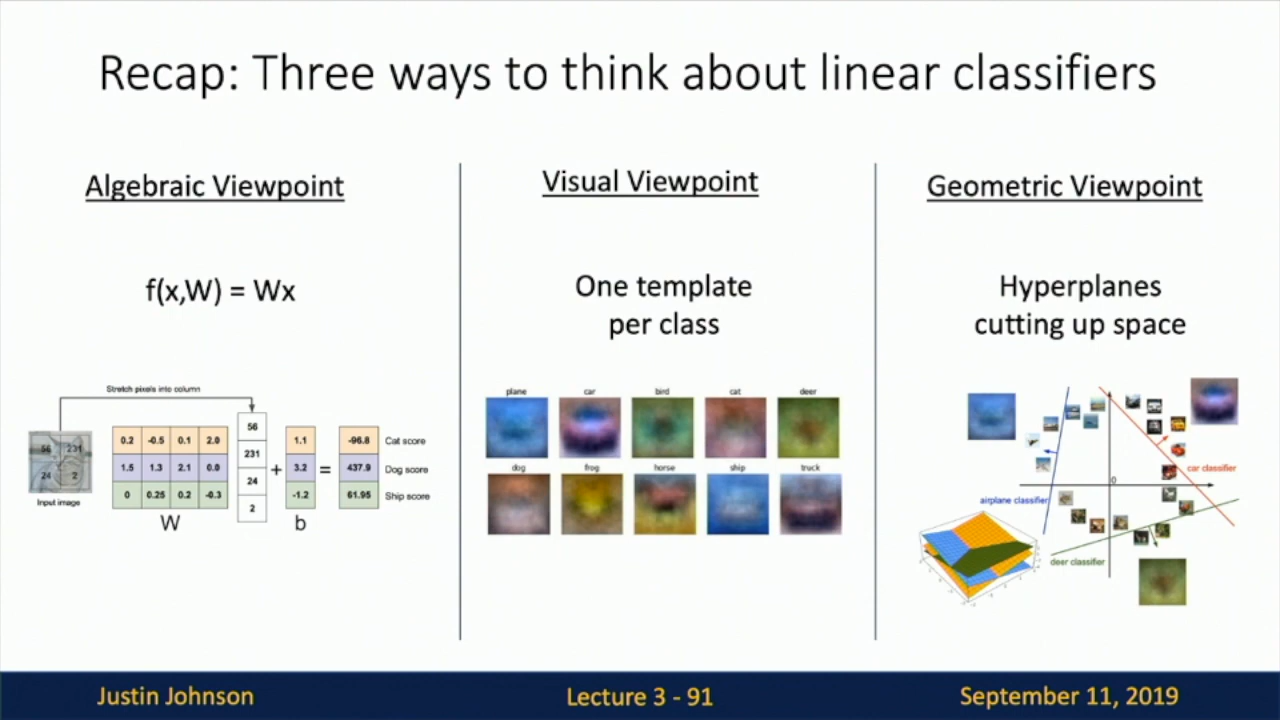 Recap: Three ways to think about linear classifiers
Algebraic Viewpoint
f(x,W) = Wx
Stretch pixels into column
56 231
24 2
Input image
0.2 -0.5 0.1 2.0
1.5 1.3 2.1 0.0
0 0.25 0.2 -0.3
W
56
231
24
2
+
1.1
3.2
-1.2
b
=
-96.8 Cat score
437.9 Dog score
61.95 Ship score
Visual Viewpoint
One template
per class
plane car bird cat deer
dog frog horse ship truck
Geometric Viewpoint
Hyperplanes
cutting up space
car classifier
0
airplane classifier
deer classifier
Justin Johnson
Lecture 3 - 91
September 11, 2019